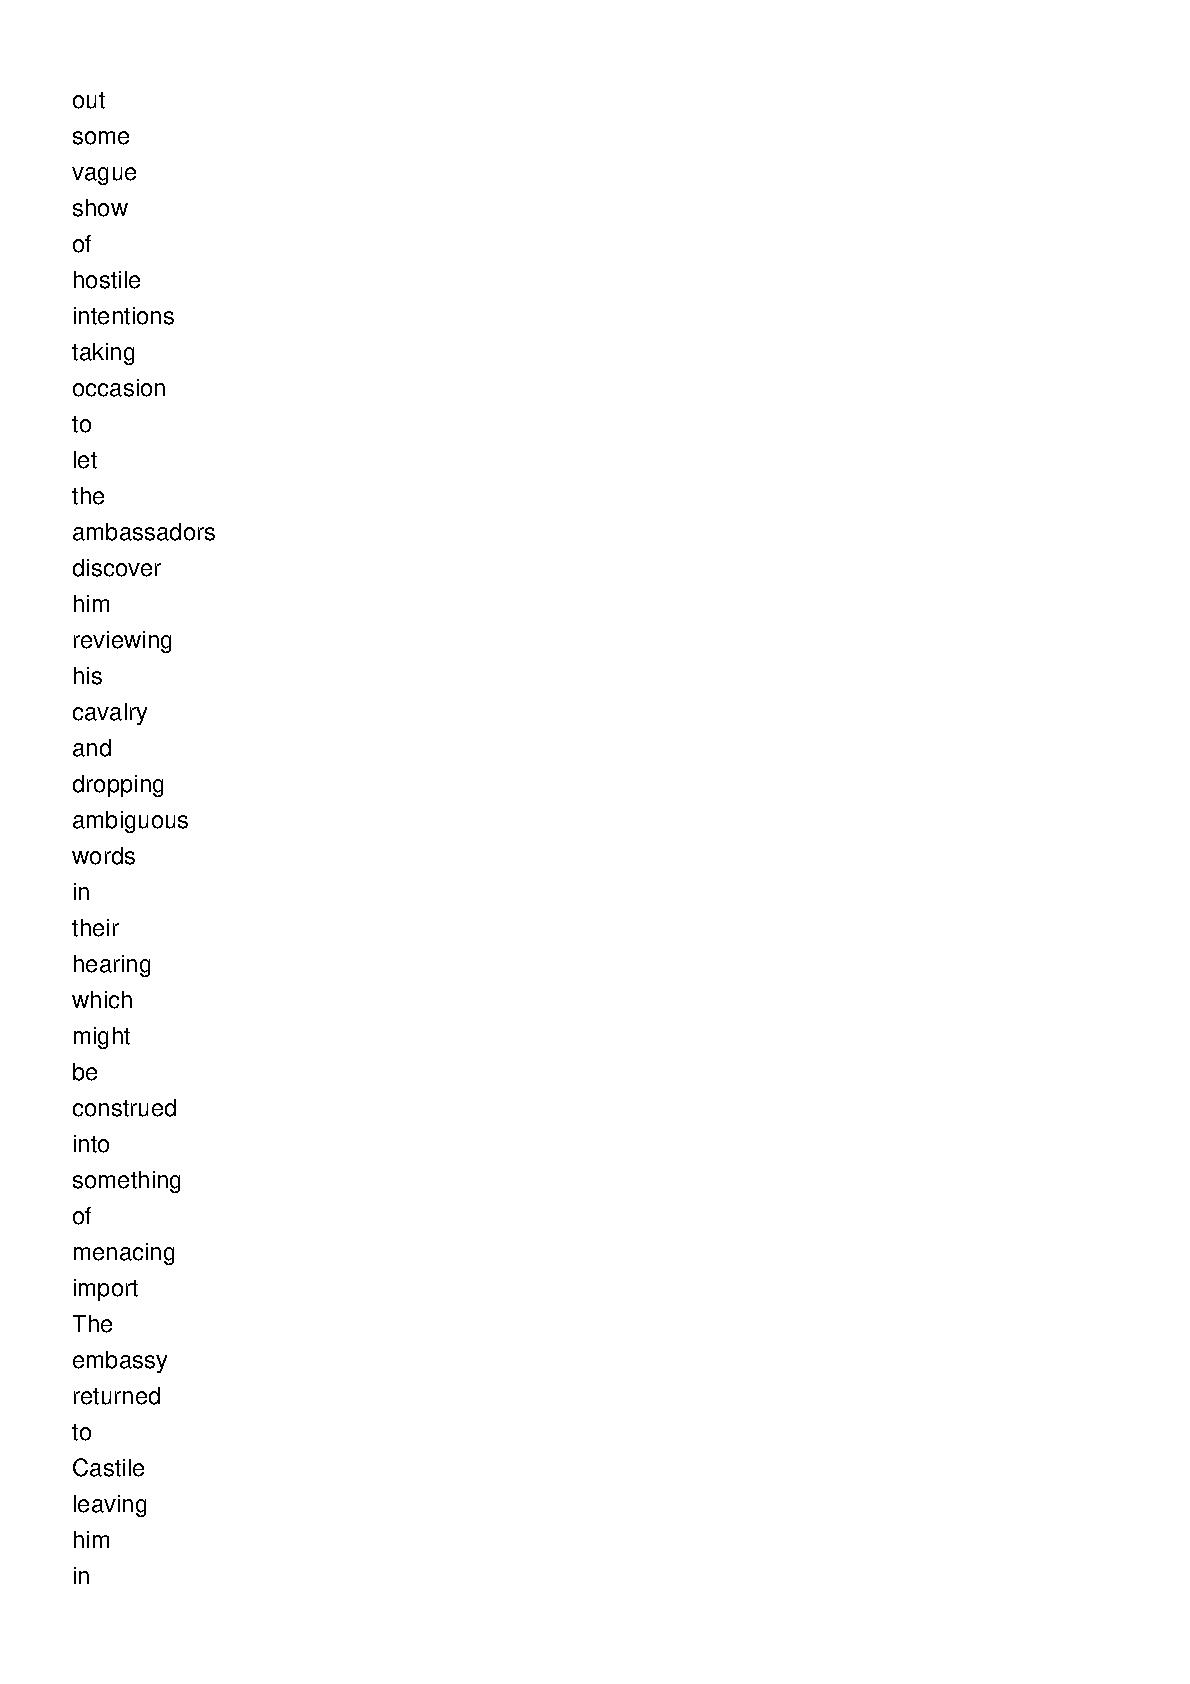 out
some
vague
show
of
hostile
intentions
taking
occasion
to
let
the
ambassadors
discover
him
reviewing
his
cavalry
and
dropping
ambiguous
words
in
their
hearing
which
might
be
construed
into
something
of
menacing
import
The
embassy
returned
to
Castile
leaving
him
in